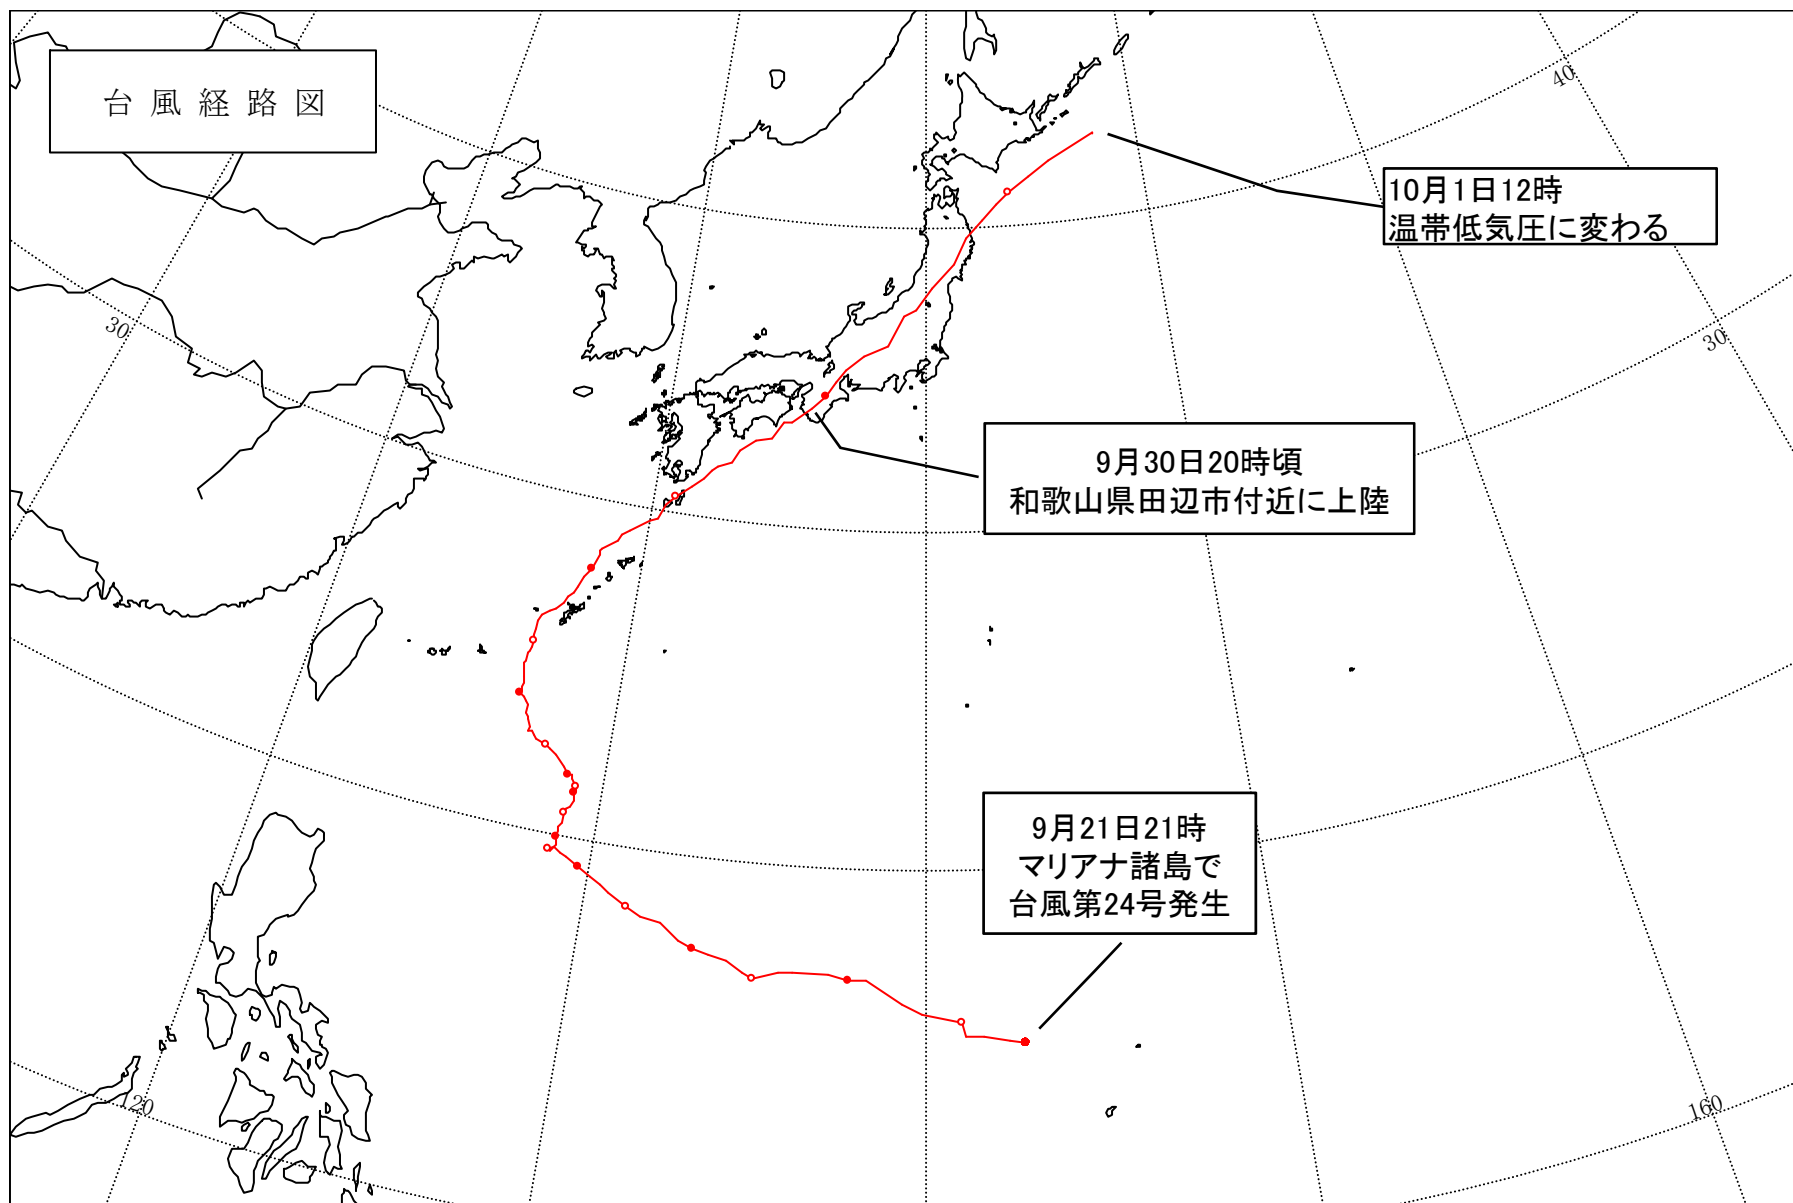 台風経路図
40
10月1日12時
温帯低気圧に変わる
30
30
9月30日20時頃
和歌山県田辺市付近に上陸
9月21日21時
マリアナ諸島で
台風第24号発生
120
160